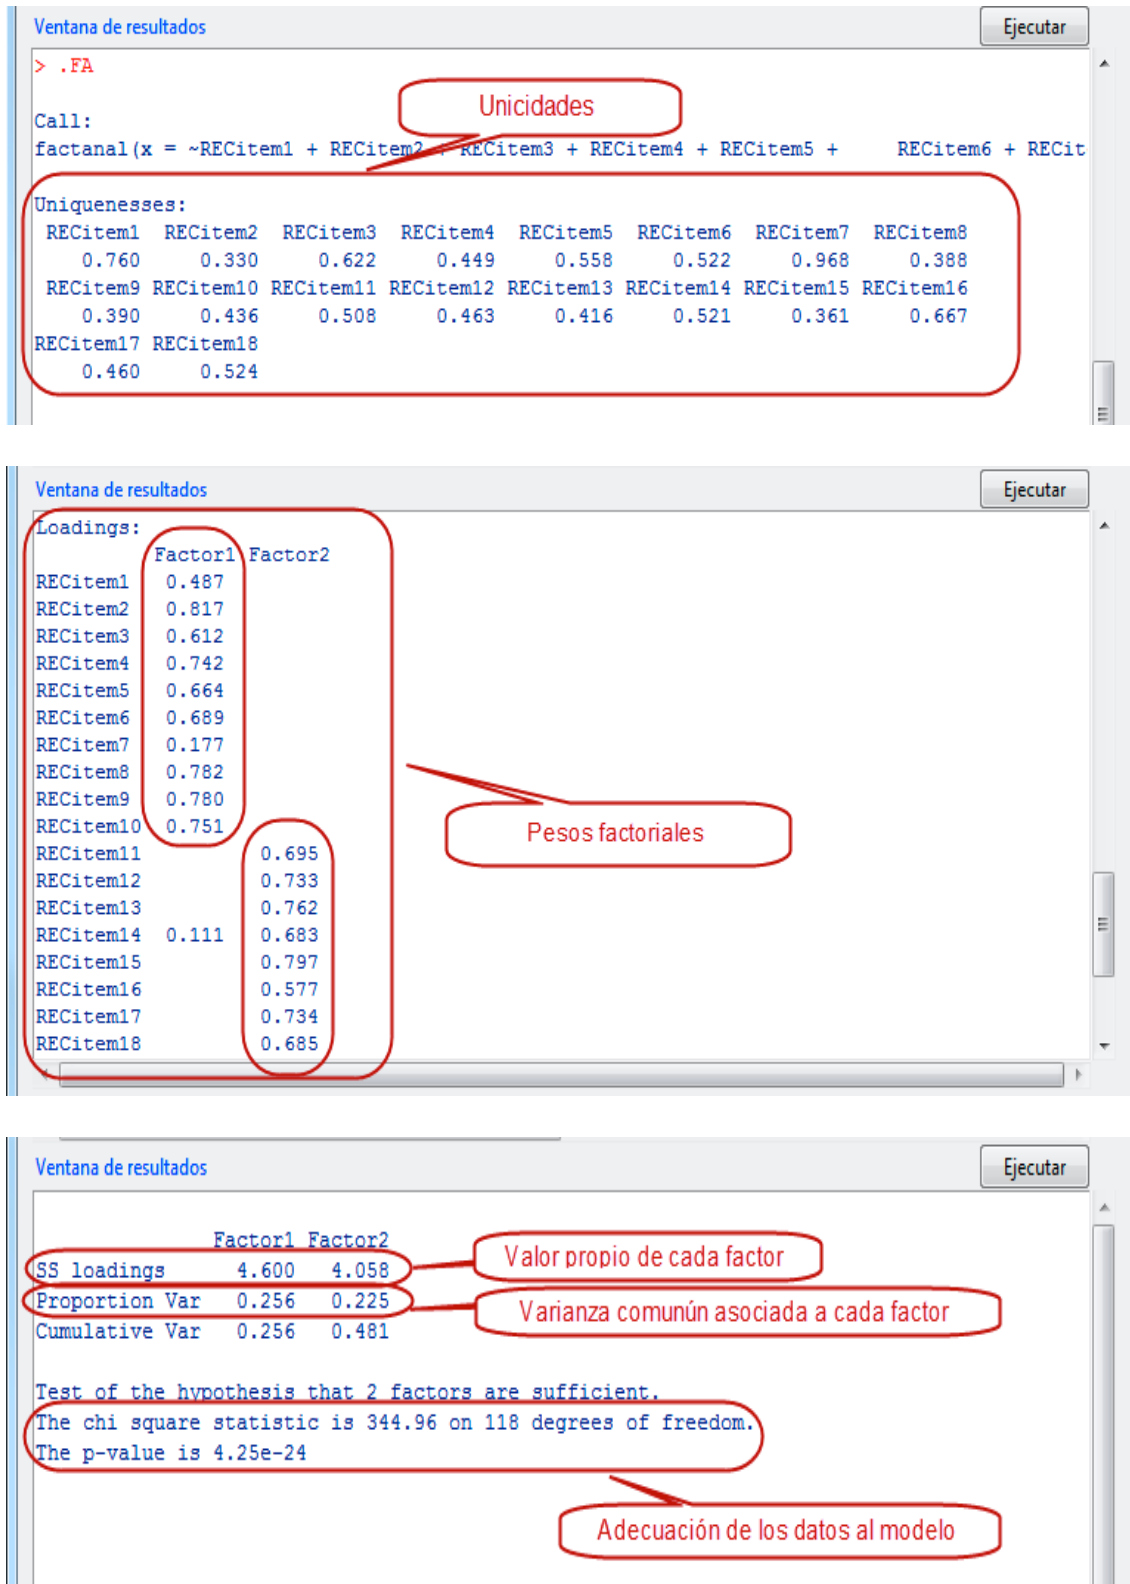 Ventana de resultados Ejecutar
> .FA
Unicidades
Call:
factanal(x = ~RECitem1 + RECitem2 + RECitem3 + RECitem4 + RECitem5 + RECitem6 + RECit
Uniquenesses:
RECitem1 RECitem2 RECitem3 RECitem4 RECitem5 RECitem6 RECitem7 RECitem8
0.760 0.330 0.622 0.449 0.558 0.522 0.968 0.388
RECitem9 RECitem10 RECitem11 RECitem12 RECitem13 RECitem14 RECitem15 RECitem16
0.390 0.436 0.508 0.463 0.416 0.521 0.361 0.667
RECitem17 RECitem18
0.460 0.524
Ventana de resultados Ejecutar
Loadings:
Factor1 Factor2
RECitem1 0.487
RECitem2 0.817
RECitem3 0.612
RECitem4 0.742
RECitem5 0.664
RECitem6 0.689
RECitem7 0.177
RECitem8 0.782
RECitem9 0.780
RECitem10 0.751
Pesos factoriales
RECitem11 0.695
RECitem12 0.733
RECitem13 0.762
RECitem14 0.111 0.683
RECitem15 0.797
RECitem16 0.577
RECitem17 0.734
RECitem18 0.685
Ventana de resultados Ejecutar
Factor1 Factor2
Valor propio de cada factor
SS loadings 4.600 4.058
Proportion Var 0.256 0.225
Varianza comunún asociada a cada factor
Cumulative Var 0.256 0.481
Test of the hypothesis that 2 factors are sufficient.
The chi square statistic is 344.96 on 118 degrees of freedom.
The p-value is 4.25e-24
Adecuación de los datos al modelo